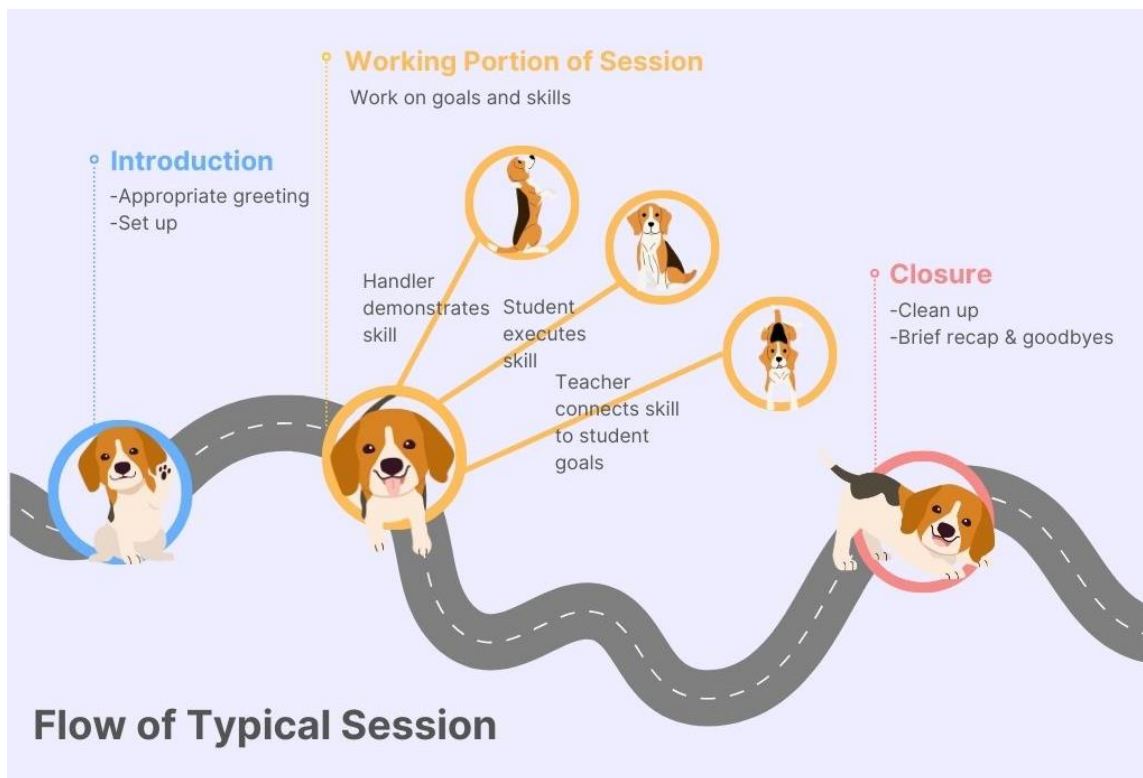 Working Portion of Session
Work on goals and skills
Introduction
-Appropriate greeting
-Set up
Handler
demonstrates
skill
Student
executes
skill
Teacher
connects skill
to student
goals
Closure
-Clean up
-Brief recap & goodbyes
Flow of Typical Session